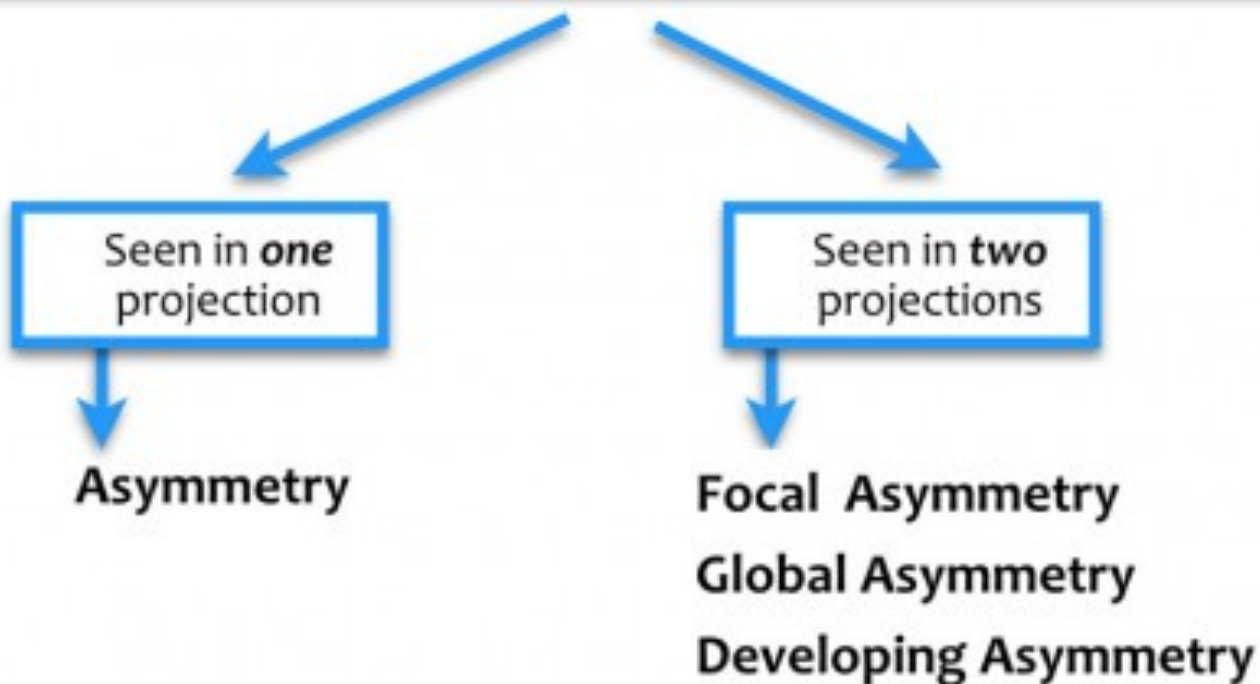 Seen in one
projection
Seen in two
projections
Asymmetry
Focal Asymmetry
Global Asymmetry
Developing Asymmetry